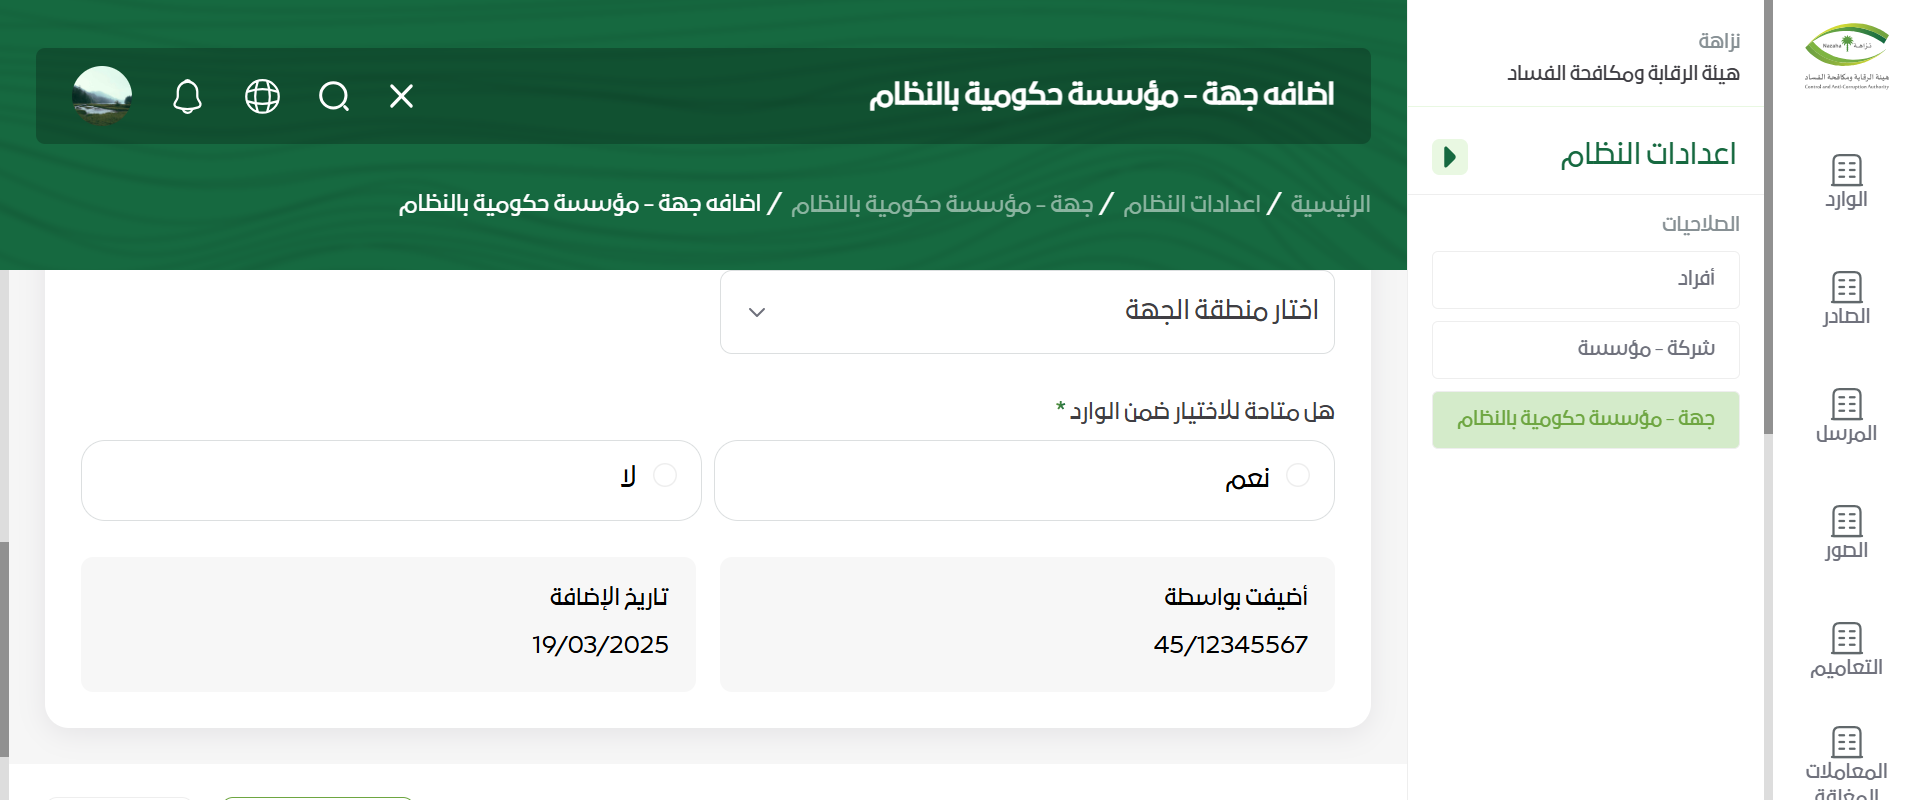 نزاهة
Nazaha
هيئة الرقابة ومكافحة الفساد
Control and Anti-Corruption Authority
الوارد
الصادر
المرسل
الصور
التعاميم
المعاملات
المغلقة
نزاهة
هيئة الرقابة ومكافحة الفساد
اعدادات النظام
الصلاحيات
أفراد
شركة - مؤسسة
جهة - مؤسسة حكومية بالنظام
اضافه جهة - مؤسسة حكومية بالنظام
الرئيسية / اعدادات النظام / جهة - مؤسسة حكومية بالنظام / اضافه جهة - مؤسسة حكومية بالنظام
اختار منطقة الجهة
هل متاحة للاختيار ضمن الوارد *
نعم
لا
أضيفت بواسطة
45/12345567
تاريخ الإضافة
19/03/2025